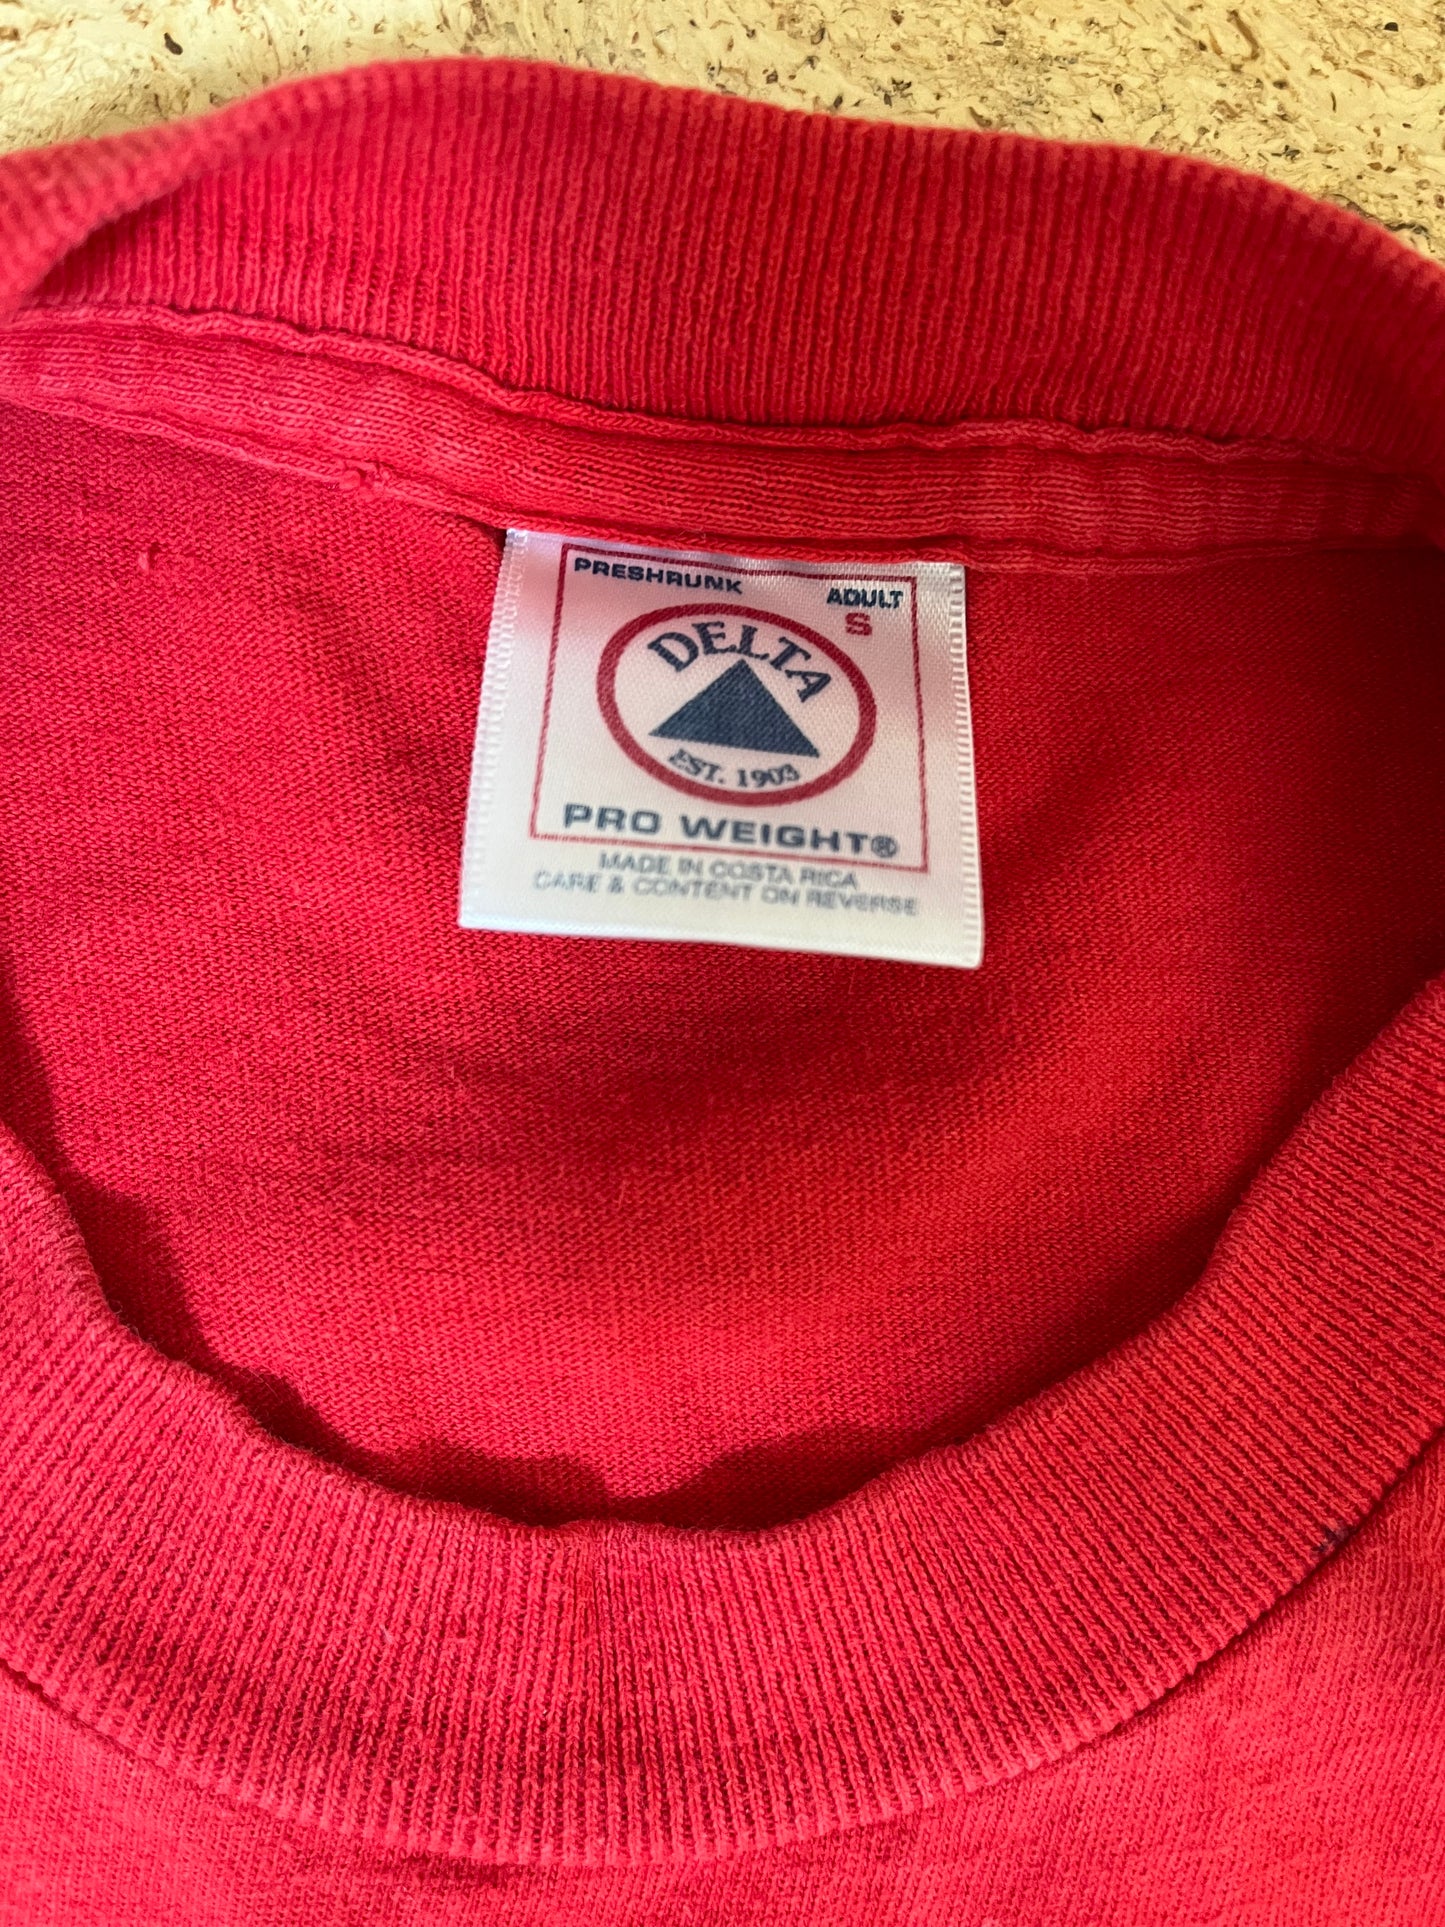 PRESHRUNK
ADULT
S
DELTA
EST. 1903
PRO WEIGHT®
MADE IN COSTA RICA
CARE & CONTENT ON REVERSE